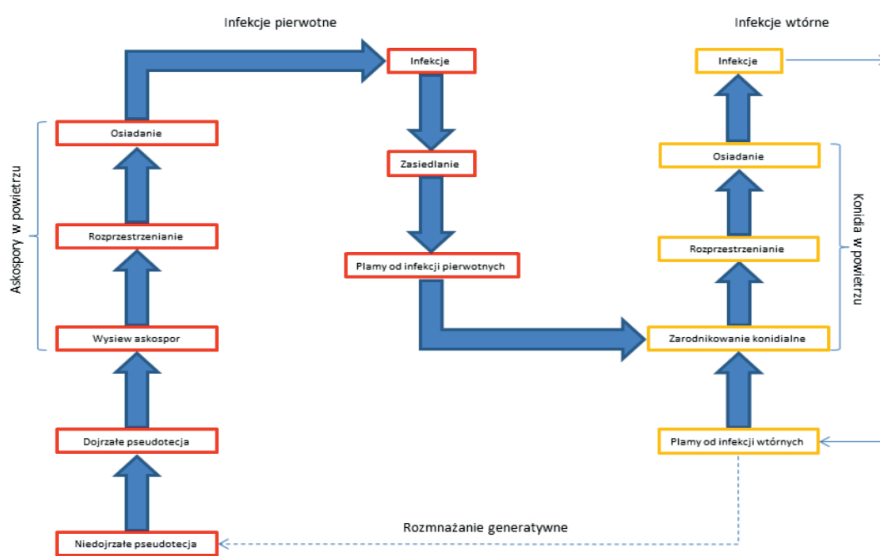 Infekcje pierwotne
Infekcje wtórne
Infekcje
Infekcje
Osiadanie
Zasiedlanie
Osiadanie
Askospory w powietrzu
Konidia w powietrzu
Rozprzestrzenianie
Plamy od infekcji pierwotnych
Rozprzestrzenianie
Wysiew askospor
Zarodnikowanie konidialne
Dojrzałe pseudotecja
Plamy od infekcji wtórnych
Rozmnażanie generatywne
Niedojrzałe pseudotecja